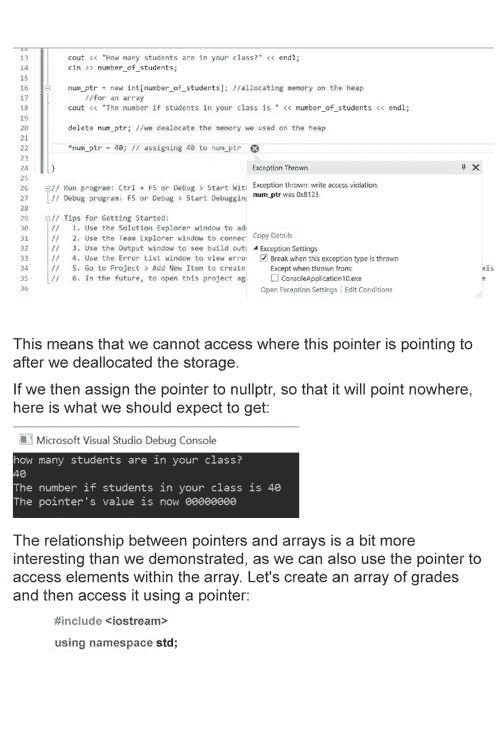 12
13 cout << "How many students are in your class?" << endl;
14 cin >> number_of_students;
15
16 num_ptr = new int[number_of_students]; //allocating memory on the heap
17 //for an array
18 cout << "The number if students in your class is " << number_of_students << endl;
19
20 delete num_ptr; //we dealocate the memory we used on the heap
21
22 *num_ptr = 40; // assigning 40 to num_ptr
23
24 }
25
26 // Run program: Ctrl + F5 or Debug > Start Wit
27 // Debug program: F5 or Debug > Start Debuggin
28
29 // Tips for Getting Started:
30 // 1. Use the Solution Explorer window to ad
31 // 2. Use the Team Explorer window to connec
32 // 3. Use the Output window to see build out
33 // 4. Use the Error List window to view erro
34 // 5. Go to Project > Add New Item to create
35 // 6. In the future, to open this project ag
36
Exception Thrown
Exception thrown: write access violation.
num_ptr was 0x8123.
Copy Details
Exception Settings
Break when this exception type is thrown
Except when thrown from:
ConsoleApplication10.exe
Open Exception Settings | Edit Conditions
xis
e
This means that we cannot access where this pointer is pointing to
after we deallocated the storage.
If we then assign the pointer to nullptr, so that it will point nowhere,
here is what we should expect to get:
Microsoft Visual Studio Debug Console
how many students are in your class?
40
The number if students in your class is 40
The pointer's value is now 00000000
The relationship between pointers and arrays is a bit more
interesting than we demonstrated, as we can also use the pointer to
access elements within the array. Let's create an array of grades
and then access it using a pointer:
#include <iostream>
using namespace std;